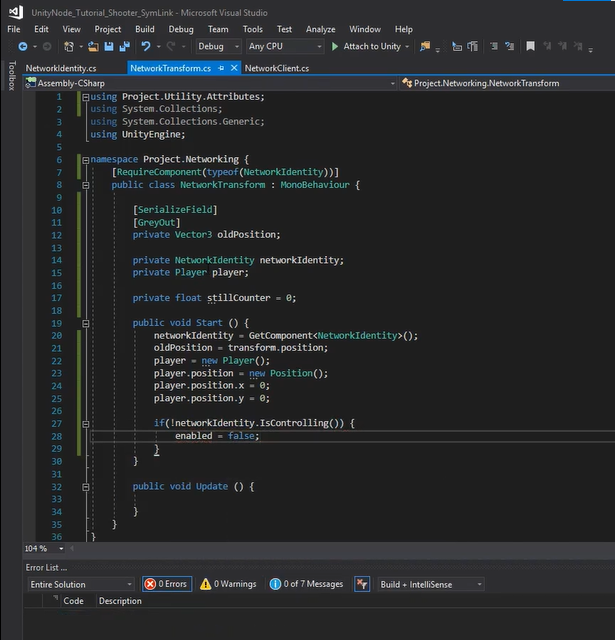 UnityNode_Tutorial_Shooter_SymLink - Microsoft Visual Studio
File Edit View Project Build Debug Team Tools Test Analyze Window Help
Debug Any CPU Attach to Unity
Toolbox
NetworkIdentity.cs NetworkTransform.cs NetworkClient.cs
Assembly-CSharp Project.Networking.NetworkTransform
1 using Project.Utility.Attributes;
2 using System.Collections;
3 using System.Collections.Generic;
4 using UnityEngine;
5
6 namespace Project.Networking {
7 [RequireComponent(typeof(NetworkIdentity))]
8 public class NetworkTransform : MonoBehaviour {
9
10 [SerializeField]
11 [GreyOut]
12 private Vector3 oldPosition;
13
14 private NetworkIdentity networkIdentity;
15 private Player player;
16
17 private float stillCounter = 0;
18
19 public void Start () {
20 networkIdentity = GetComponent<NetworkIdentity>();
21 oldPosition = transform.position;
22 player = new Player();
23 player.position = new Position();
24 player.position.x = 0;
25 player.position.y = 0;
26
27 if(!networkIdentity.IsControlling()) {
28 enabled = false;
29 }
30 }
31
32 public void Update () {
33
34 }
35 }
36 }
104 %
Error List ...
Entire Solution 0 Errors 0 Warnings 0 of 7 Messages Build + IntelliSense
Code Description